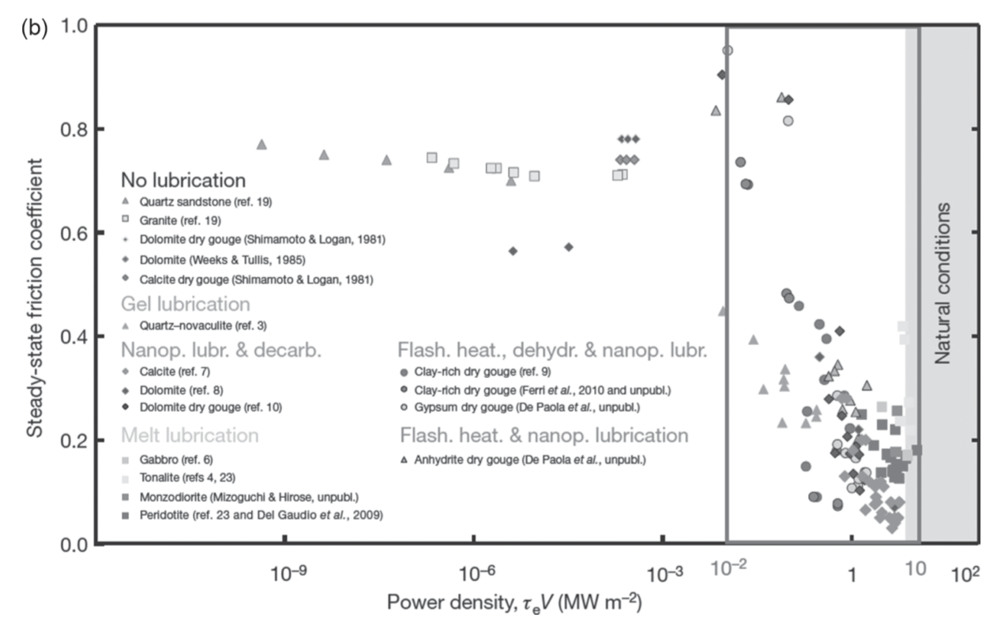 (b)
1.0
0.8
0.6
0.4
0.2
0.0
Steady-state friction coefficient
No lubrication
Quartz sandstone (ref. 19)
Granite (ref. 19)
Dolomite dry gouge (Shimamoto & Logan, 1981)
Dolomite (Weeks & Tullis, 1985)
Calcite dry gouge (Shimamoto & Logan, 1981)
Gel lubrication
Quartz–novaculite (ref. 3)
Nanop. lubr. & decarb.
Calcite (ref. 7)
Dolomite (ref. 8)
Dolomite dry gouge (ref. 10)
Melt lubrication
Gabbro (ref. 6)
Tonalite (refs 4, 23)
Monzodiorite (Mizoguchi & Hirose, unpubl.)
Peridotite (ref. 23 and Del Gaudio et al., 2009)
Flash. heat., dehydr. & nanop. lubr.
Clay-rich dry gouge (ref. 9)
Clay-rich dry gouge (Ferri et al., 2010 and unpubl.)
Gypsum dry gouge (De Paola et al., unpubl.)
Flash. heat. & nanop. lubrication
Anhydrite dry gouge (De Paola et al., unpubl.)
Natural conditions
10⁻⁹ 10⁻⁶ 10⁻³ 10⁻² 1 10 10²
Power density, τₑV (MW m⁻²)